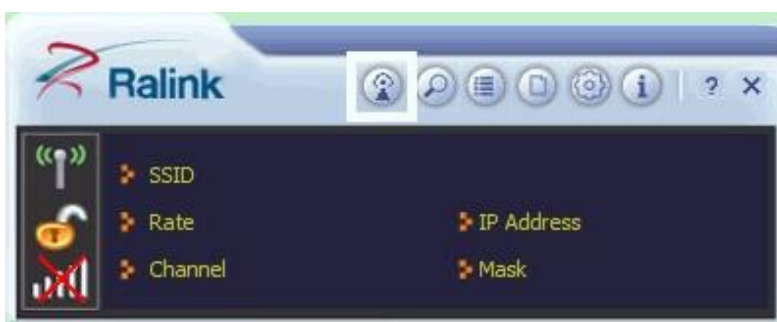 Ralink
i ? ×
SSID
Rate IP Address
Channel Mask